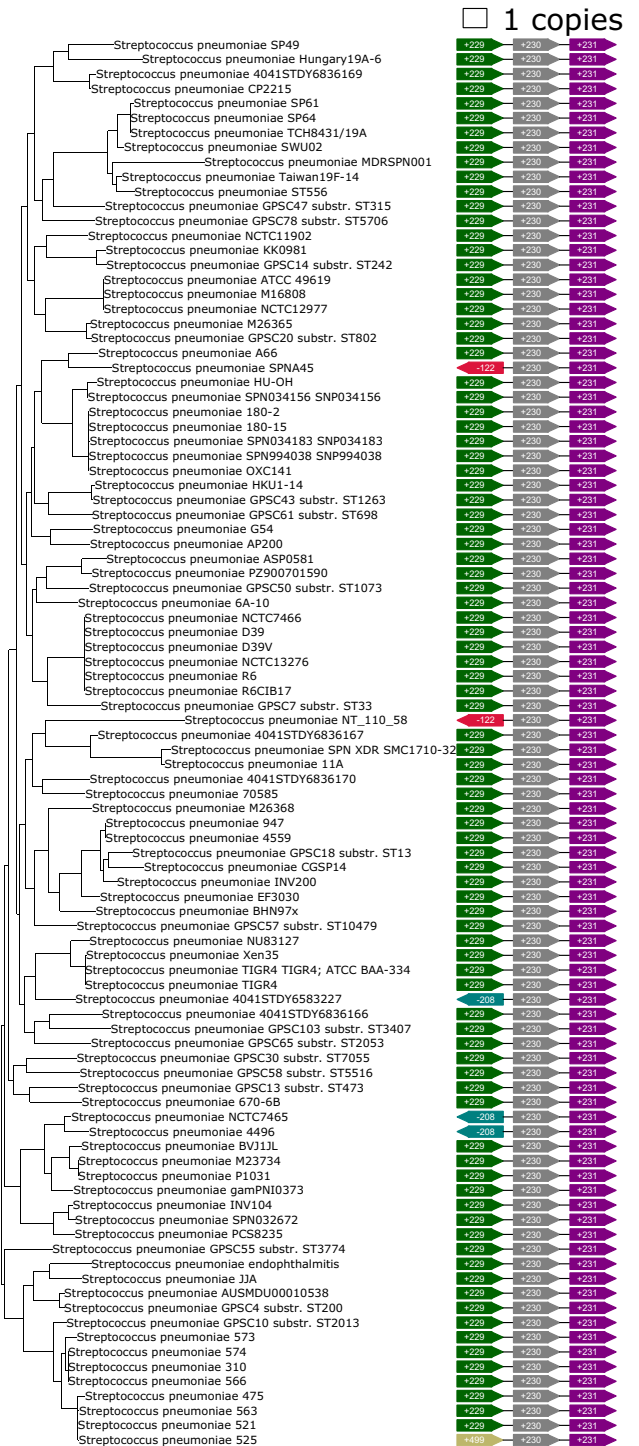 1 copies
Streptococcus pneumoniae SP49 +229 +230 +231
Streptococcus pneumoniae Hungary19A-6 +229 +230 +231
Streptococcus pneumoniae 4041STDY6836169 +229 +230 +231
Streptococcus pneumoniae CP2215 +229 +230 +231
Streptococcus pneumoniae SP61 +229 +230 +231
Streptococcus pneumoniae SP64 +229 +230 +231
Streptococcus pneumoniae TCH8431/19A +229 +230 +231
Streptococcus pneumoniae SWU02 +229 +230 +231
Streptococcus pneumoniae MDRSPN001 +229 +230 +231
Streptococcus pneumoniae Taiwan19F-14 +229 +230 +231
Streptococcus pneumoniae ST556 +229 +230 +231
Streptococcus pneumoniae GPSC47 substr. ST315 +229 +230 +231
Streptococcus pneumoniae GPSC78 substr. ST5706 +229 +230 +231
Streptococcus pneumoniae NCTC11902 +229 +230 +231
Streptococcus pneumoniae KK0981 +229 +230 +231
Streptococcus pneumoniae GPSC14 substr. ST242 +229 +230 +231
Streptococcus pneumoniae ATCC 49619 +229 +230 +231
Streptococcus pneumoniae M16808 +229 +230 +231
Streptococcus pneumoniae NCTC12977 +229 +230 +231
Streptococcus pneumoniae M26365 +229 +230 +231
Streptococcus pneumoniae GPSC20 substr. ST802 +229 +230 +231
Streptococcus pneumoniae A66 +229 +230 +231
Streptococcus pneumoniae SPNA45 -122 +230 +231
Streptococcus pneumoniae HU-OH +229 +230 +231
Streptococcus pneumoniae SPN034156 SNP034156 +229 +230 +231
Streptococcus pneumoniae 180-2 +229 +230 +231
Streptococcus pneumoniae 180-15 +229 +230 +231
Streptococcus pneumoniae SPN034183 SNP034183 +229 +230 +231
Streptococcus pneumoniae SPN994038 SNP994038 +229 +230 +231
Streptococcus pneumoniae OXC141 +229 +230 +231
Streptococcus pneumoniae HKU1-14 +229 +230 +231
Streptococcus pneumoniae GPSC43 substr. ST1263 +229 +230 +231
Streptococcus pneumoniae GPSC61 substr. ST698 +229 +230 +231
Streptococcus pneumoniae G54 +229 +230 +231
Streptococcus pneumoniae AP200 +229 +230 +231
Streptococcus pneumoniae ASP0581 +229 +230 +231
Streptococcus pneumoniae PZ900701590 +229 +230 +231
Streptococcus pneumoniae GPSC50 substr. ST1073 +229 +230 +231
Streptococcus pneumoniae 6A-10 +229 +230 +231
Streptococcus pneumoniae NCTC7466 +229 +230 +231
Streptococcus pneumoniae D39 +229 +230 +231
Streptococcus pneumoniae D39V +229 +230 +231
Streptococcus pneumoniae NCTC13276 +229 +230 +231
Streptococcus pneumoniae R6 +229 +230 +231
Streptococcus pneumoniae R6CIB17 +229 +230 +231
Streptococcus pneumoniae GPSC7 substr. ST33 +229 +230 +231
Streptococcus pneumoniae NT_110_58 -122 +230 +231
Streptococcus pneumoniae 4041STDY6836167 +229 +230 +231
Streptococcus pneumoniae SPN XDR SMC1710-32 +229 +230 +231
Streptococcus pneumoniae 11A +229 +230 +231
Streptococcus pneumoniae 4041STDY6836170 +229 +230 +231
Streptococcus pneumoniae 70585 +229 +230 +231
Streptococcus pneumoniae M26368 +229 +230 +231
Streptococcus pneumoniae 947 +229 +230 +231
Streptococcus pneumoniae 4559 +229 +230 +231
Streptococcus pneumoniae GPSC18 substr. ST13 +229 +230 +231
Streptococcus pneumoniae CGSP14 +229 +230 +231
Streptococcus pneumoniae INV200 +229 +230 +231
Streptococcus pneumoniae EF3030 +229 +230 +231
Streptococcus pneumoniae BHN97x +229 +230 +231
Streptococcus pneumoniae GPSC57 substr. ST10479 +229 +230 +231
Streptococcus pneumoniae NU83127 +229 +230 +231
Streptococcus pneumoniae Xen35 +229 +230 +231
Streptococcus pneumoniae TIGR4 TIGR4; ATCC BAA-334 +229 +230 +231
Streptococcus pneumoniae TIGR4 +229 +230 +231
Streptococcus pneumoniae 4041STDY6583227 -208 +230 +231
Streptococcus pneumoniae 4041STDY6836166 +229 +230 +231
Streptococcus pneumoniae GPSC103 substr. ST3407 +229 +230 +231
Streptococcus pneumoniae GPSC65 substr. ST2053 +229 +230 +231
Streptococcus pneumoniae GPSC30 substr. ST7055 +229 +230 +231
Streptococcus pneumoniae GPSC58 substr. ST5516 +229 +230 +231
Streptococcus pneumoniae GPSC13 substr. ST473 +229 +230 +231
Streptococcus pneumoniae 670-6B +229 +230 +231
Streptococcus pneumoniae NCTC7465 -208 +230 +231
Streptococcus pneumoniae 4496 -208 +230 +231
Streptococcus pneumoniae BVJ1JL +229 +230 +231
Streptococcus pneumoniae M23734 +229 +230 +231
Streptococcus pneumoniae P1031 +229 +230 +231
Streptococcus pneumoniae gamPNI0373 +229 +230 +231
Streptococcus pneumoniae INV104 +229 +230 +231
Streptococcus pneumoniae SPN032672 +229 +230 +231
Streptococcus pneumoniae PCS8235 +229 +230 +231
Streptococcus pneumoniae GPSC55 substr. ST3774 +229 +230 +231
Streptococcus pneumoniae endophthalmitis +229 +230 +231
Streptococcus pneumoniae JJA +229 +230 +231
Streptococcus pneumoniae AUSMDU00010538 +229 +230 +231
Streptococcus pneumoniae GPSC4 substr. ST200 +229 +230 +231
Streptococcus pneumoniae GPSC10 substr. ST2013 +229 +230 +231
Streptococcus pneumoniae 573 +229 +230 +231
Streptococcus pneumoniae 574 +229 +230 +231
Streptococcus pneumoniae 310 +229 +230 +231
Streptococcus pneumoniae 566 +229 +230 +231
Streptococcus pneumoniae 475 +229 +230 +231
Streptococcus pneumoniae 563 +229 +230 +231
Streptococcus pneumoniae 521 +229 +230 +231
Streptococcus pneumoniae 525 +499 +230 +231